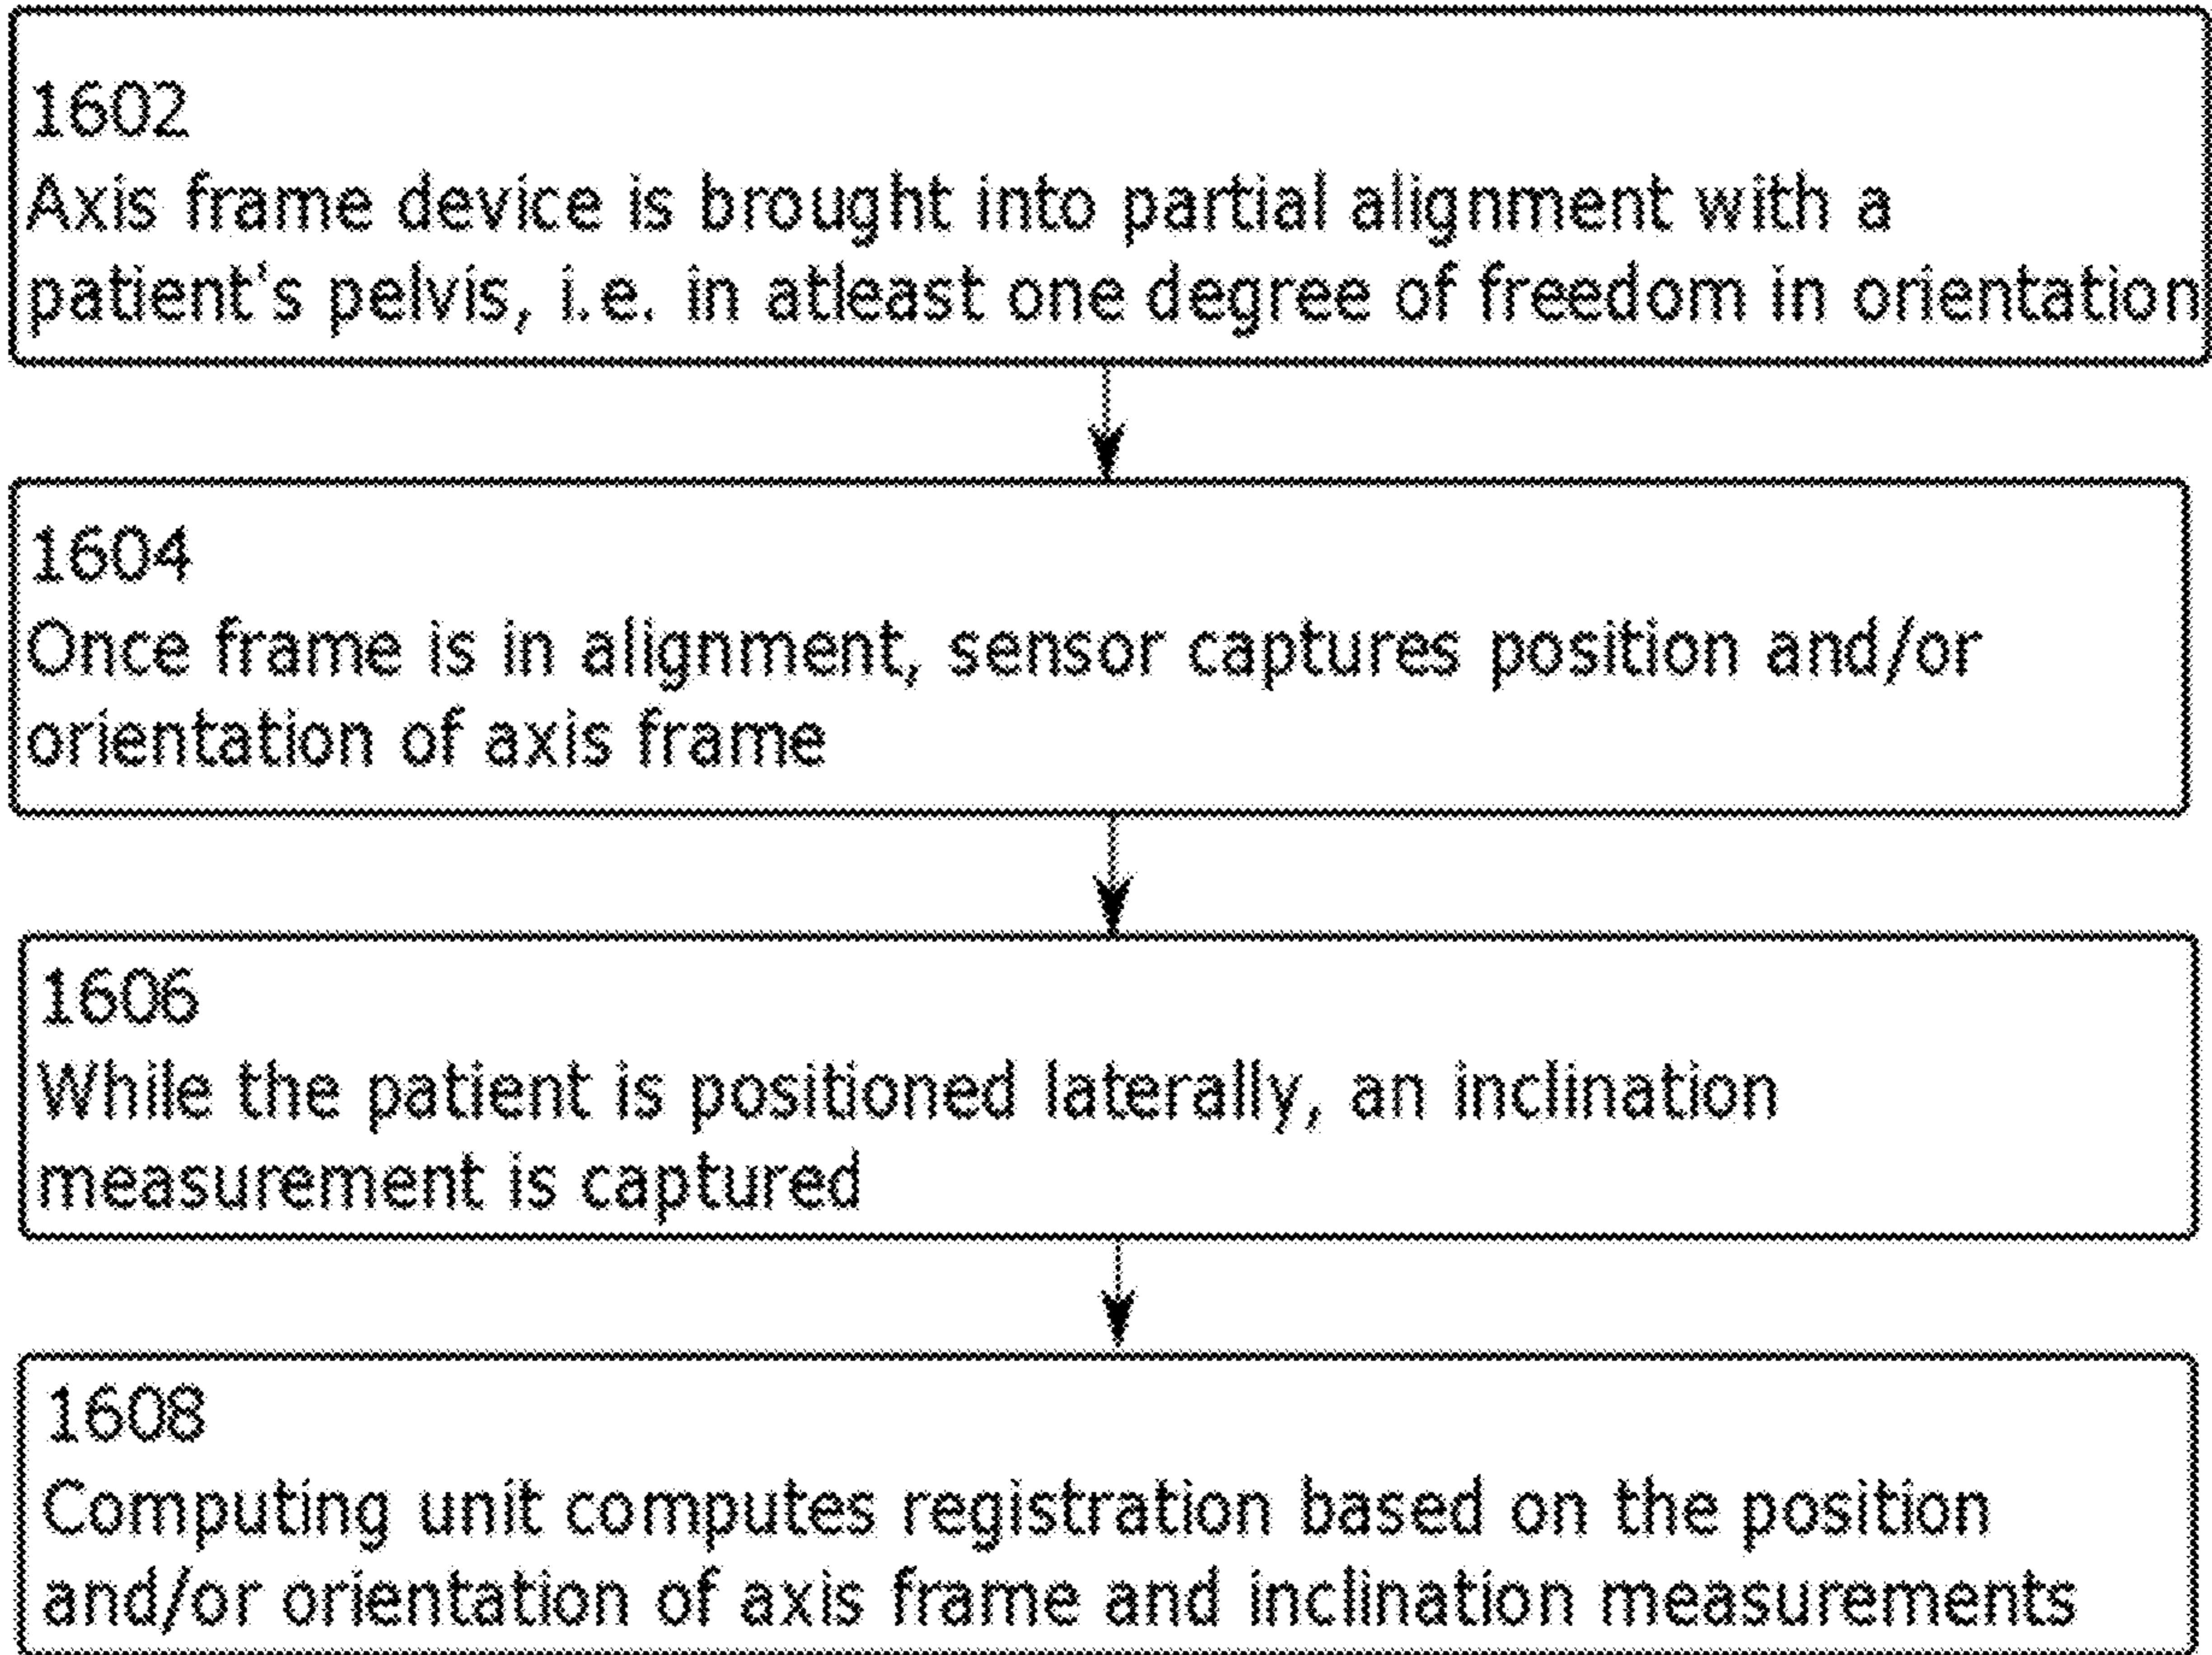 1602
Axis frame device is brought into partial alignment with a
patient's pelvis, i.e. in atleast one degree of freedom in orientation
1604
Once frame is in alignment, sensor captures position and/or
orientation of axis frame
1606
While the patient is positioned laterally, an inclination
measurement is captured
1608
Computing unit computes registration based on the position
and/or orientation of axis frame and inclination measurements